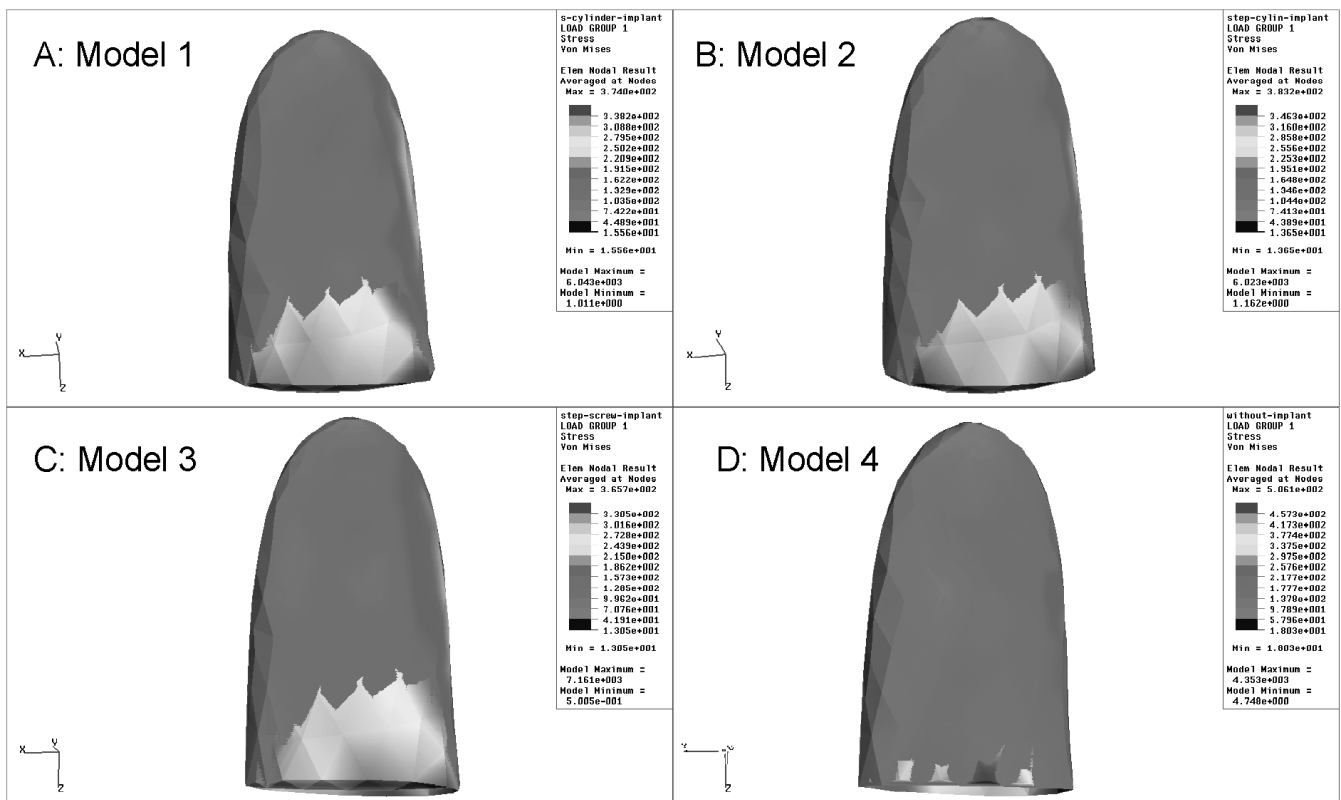 A: Model 1
s-cylinder-implant
LOAD GROUP 1
Stress
Von Mises
Elem Nodal Result
Averaged at Nodes
Max = 3.740e+002
3.382e+002
3.088e+002
2.795e+002
2.502e+002
2.209e+002
1.915e+002
1.622e+002
1.329e+002
1.035e+002
7.422e+001
4.489e+001
1.556e+001
Min = 1.556e+001
Model Maximum =
6.043e+003
Model Minimum =
1.011e+000
X
Y
Z
B: Model 2
step-cylin-implant
LOAD GROUP 1
Stress
Von Mises
Elem Nodal Result
Averaged at Nodes
Max = 3.832e+002
3.463e+002
3.160e+002
2.858e+002
2.556e+002
2.253e+002
1.951e+002
1.648e+002
1.346e+002
1.044e+002
7.413e+001
4.389e+001
1.365e+001
Min = 1.365e+001
Model Maximum =
6.023e+003
Model Minimum =
1.162e+000
X
Y
Z
C: Model 3
step-screw-implant
LOAD GROUP 1
Stress
Von Mises
Elem Nodal Result
Averaged at Nodes
Max = 3.657e+002
3.305e+002
3.016e+002
2.728e+002
2.439e+002
2.150e+002
1.862e+002
1.573e+002
1.285e+002
9.962e+001
7.076e+001
4.191e+001
1.305e+001
Min = 1.305e+001
Model Maximum =
7.161e+003
Model Minimum =
5.005e-001
X
Y
Z
D: Model 4
without-implant
LOAD GROUP 1
Stress
Von Mises
Elem Nodal Result
Averaged at Nodes
Max = 5.061e+002
4.573e+002
4.173e+002
3.774e+002
3.375e+002
2.975e+002
2.576e+002
2.177e+002
1.777e+002
1.378e+002
9.789e+001
5.796e+001
1.803e+001
Min = 1.803e+001
Model Maximum =
4.353e+003
Model Minimum =
4.748e+000
Z